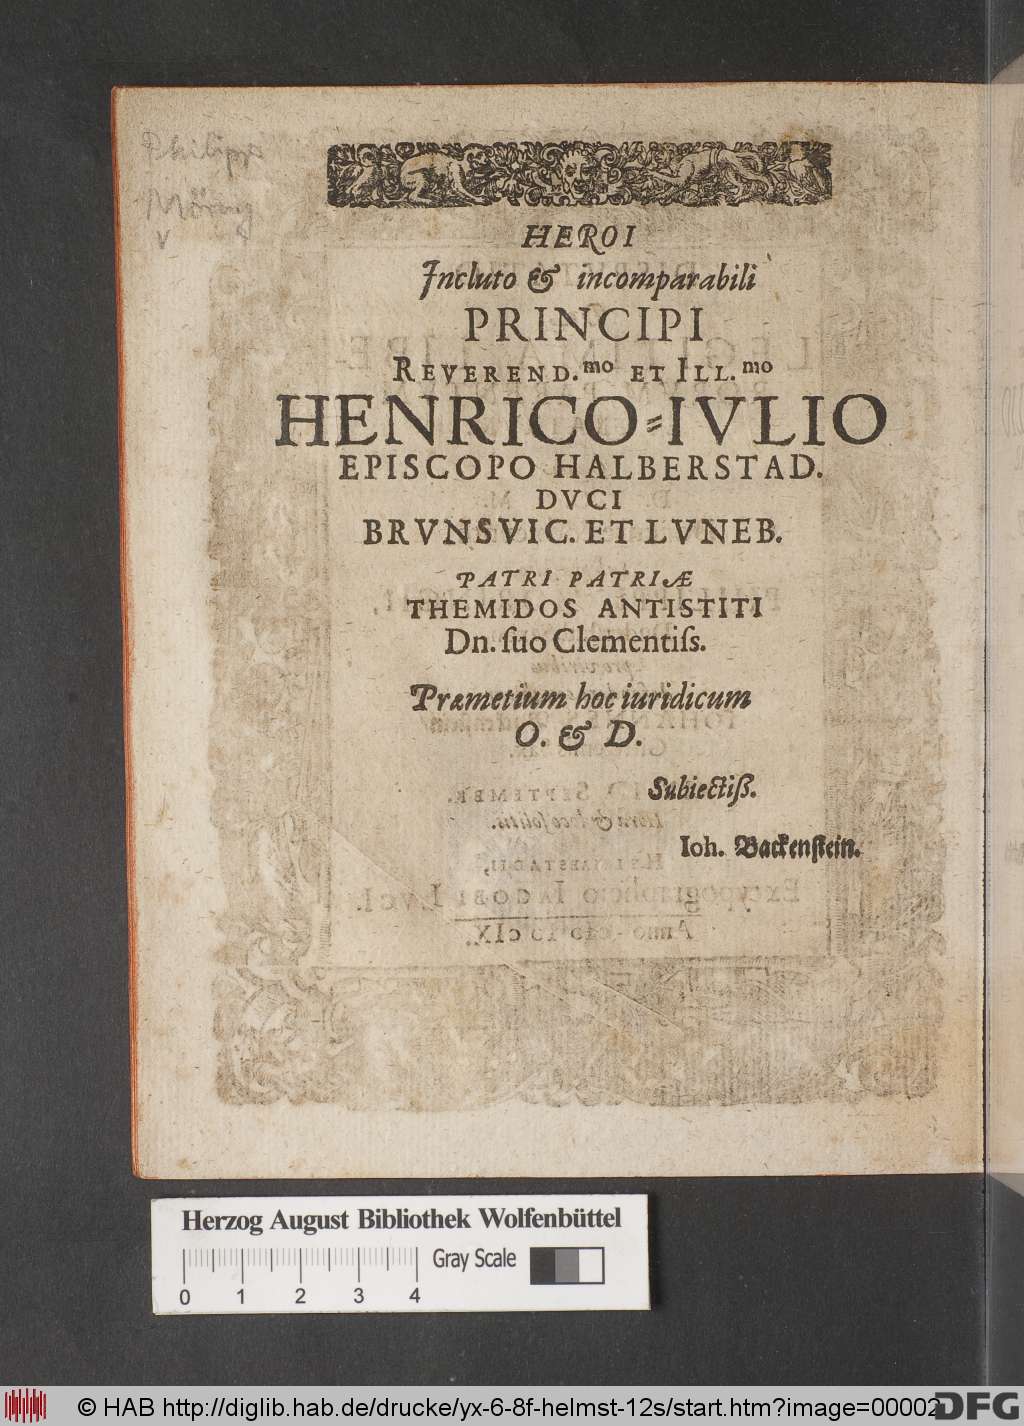 Philipp
Möring
HEROI
Incluto & incomparabili
PRINCIPI
REVEREND.mo ET ILL.mo
HENRICO-IVLIO
EPISCOPO HALBERSTAD.
DVCI
BRVNSVIC. ET LVNEB.
PATRI PATRIÆ
THEMIDOS ANTISTITI
Dn. ſuo Clementiſs.
Præmetium hoc iuridicum
O. & D.
Subiectiß.
Ioh. Backenſtein.
Herzog August Bibliothek Wolfenbüttel
Gray Scale
0 1 2 3 4
© HAB http://diglib.hab.de/drucke/yx-6-8f-helmst-12s/start.htm?image=00002
DFG